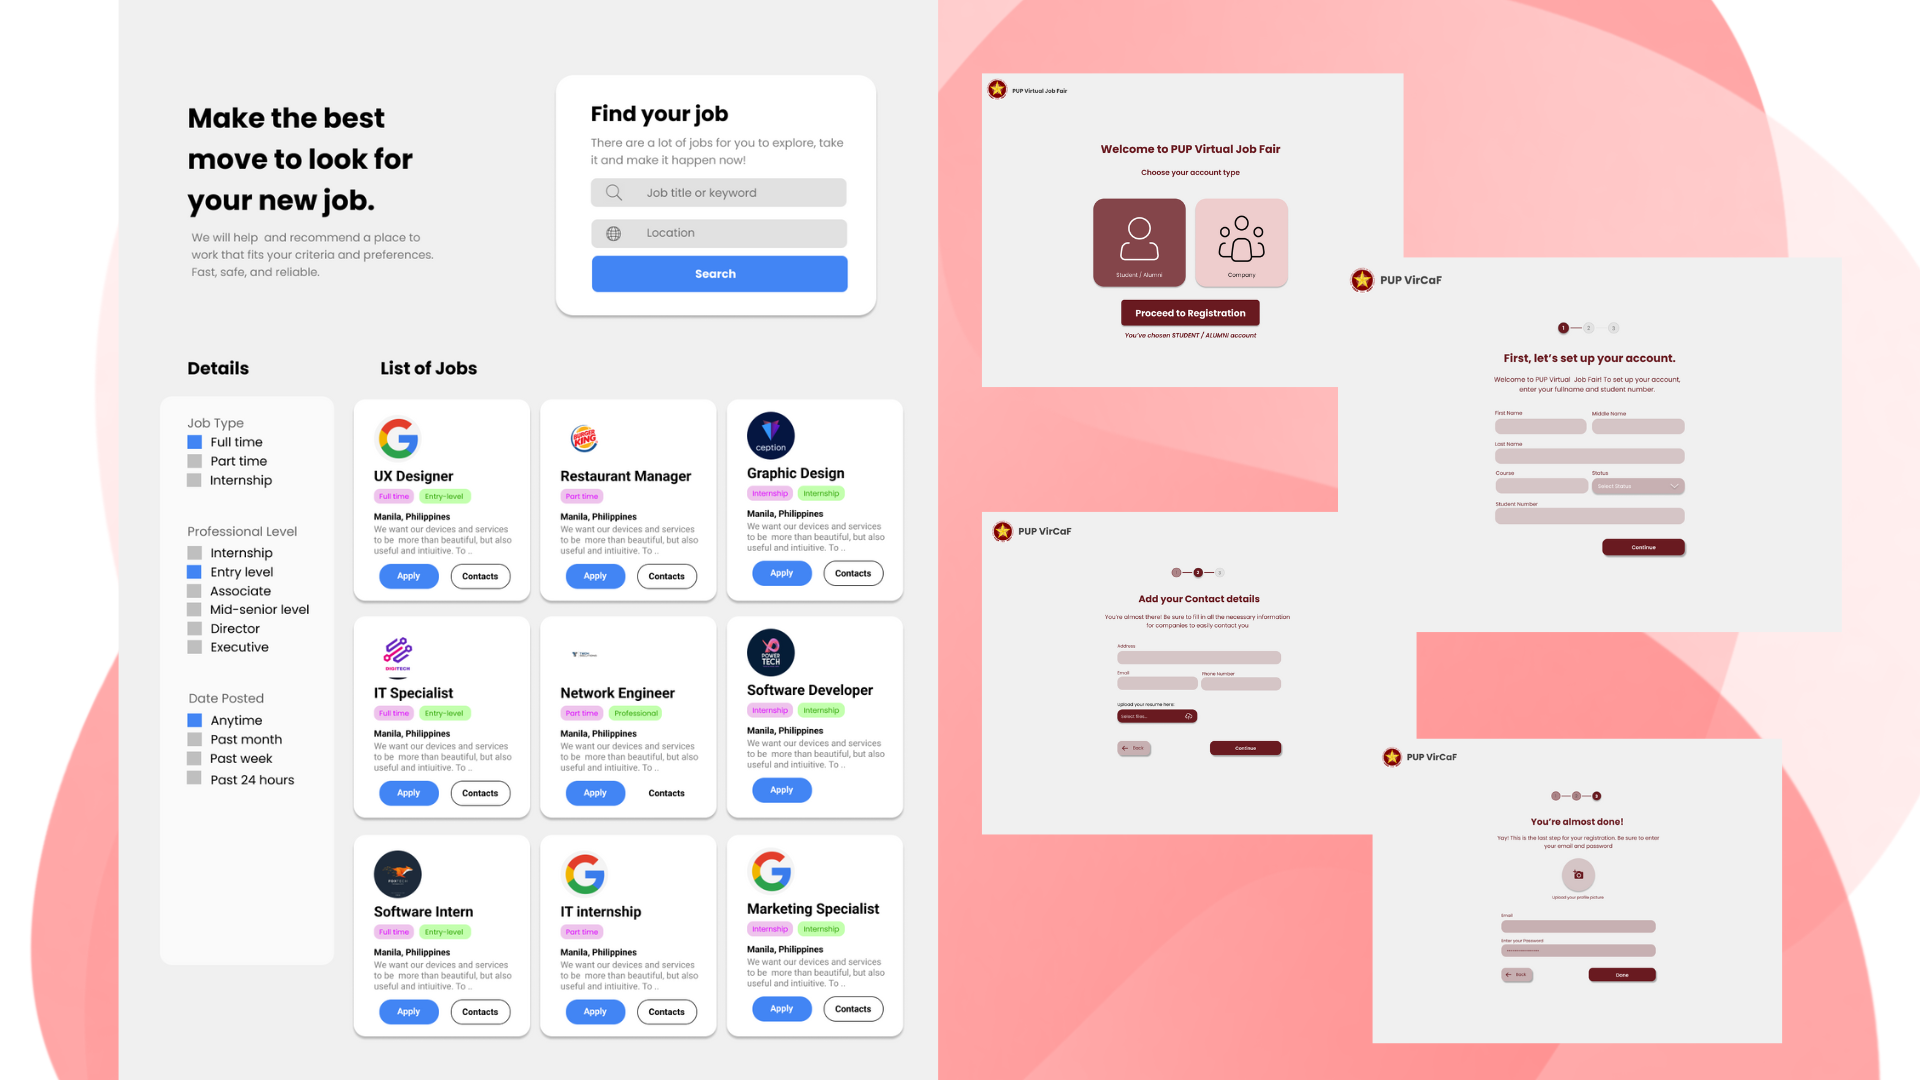 Make the best
move to look for
your new job.
We will help and recommend a place to
work that fits your criteria and preferences.
Fast, safe, and reliable.
Find your job
There are a lot of jobs for you to explore, take
it and make it happen now!
Job title or keyword
Location
Search
Details
Job Type
Full time
Part time
Internship
Professional Level
Internship
Entry level
Associate
Mid-senior level
Director
Executive
Date Posted
Anytime
Past month
Past week
Past 24 hours
List of Jobs
UX Designer
Full time Entry-level
Manila, Philippines
We want our devices and services
to be more than beautiful, but also
useful and intiuitive. To ..
Apply Contacts
BURGER
KING
Restaurant Manager
Part time
Manila, Philippines
We want our devices and services
to be more than beautiful, but also
useful and intiuitive. To ..
Apply Contacts
ception
Graphic Design
Internship Internship
Manila, Philippines
We want our devices and services
to be more than beautiful, but also
useful and intiuitive. To ..
Apply Contacts
DIGITECH
IT Specialist
Full time Entry-level
Manila, Philippines
We want our devices and services
to be more than beautiful, but also
useful and intiuitive. To ..
Apply Contacts
Network Engineer
Part time Professional
Manila, Philippines
We want our devices and services
to be more than beautiful, but also
useful and intiuitive. To ..
Apply Contacts
POWER
TECH
Software Developer
Internship Internship
Manila, Philippines
We want our devices and services
to be more than beautiful, but also
useful and intiuitive. To ..
Apply
Software Intern
Full time Entry-level
Manila, Philippines
We want our devices and services
to be more than beautiful, but also
useful and intiuitive. To ..
Apply Contacts
IT internship
Part time
Manila, Philippines
We want our devices and services
to be more than beautiful, but also
useful and intiuitive. To ..
Apply Contacts
Marketing Specialist
Internship Internship
Manila, Philippines
We want our devices and services
to be more than beautiful, but also
useful and intiuitive. To ..
Apply Contacts
PUP Virtual Job Fair
Welcome to PUP Virtual Job Fair
Choose your account type
Student / Alumni
Company
Proceed to Registration
You've chosen STUDENT / ALUMNI account
PUP VirCaF
1 2 3
First, let's set up your account.
Welcome to PUP Virtual Job Fair! To set up your account,
enter your fullname and student number.
First Name Middle Name
Last Name
Course Status
Select Status
Student Number
Continue
PUP VirCaF
2
Add your Contact details
You're almost there! Be sure to fill in all the necessary information
for companies to easily contact you
Address
Email Phone Number
Upload your resume here:
Select files..
Back Continue
PUP VirCaF
3
You're almost done!
Yay! This is the last step for your registration. Be sure to enter
your email and password
Upload your profile picture
Email
Enter your Password
Back Done